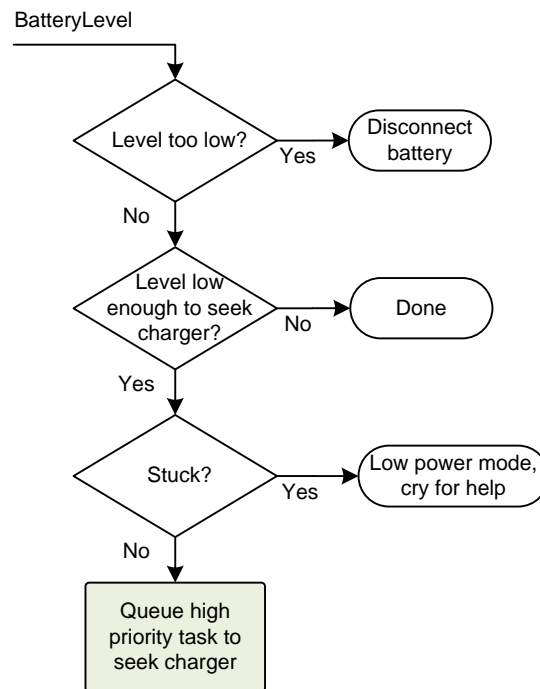 BatteryLevel
Level too low?
Yes
Disconnect
battery
No
Level low
enough to seek
charger?
No
Done
Yes
Stuck?
Yes
Low power mode,
cry for help
No
Queue high
priority task to
seek charger